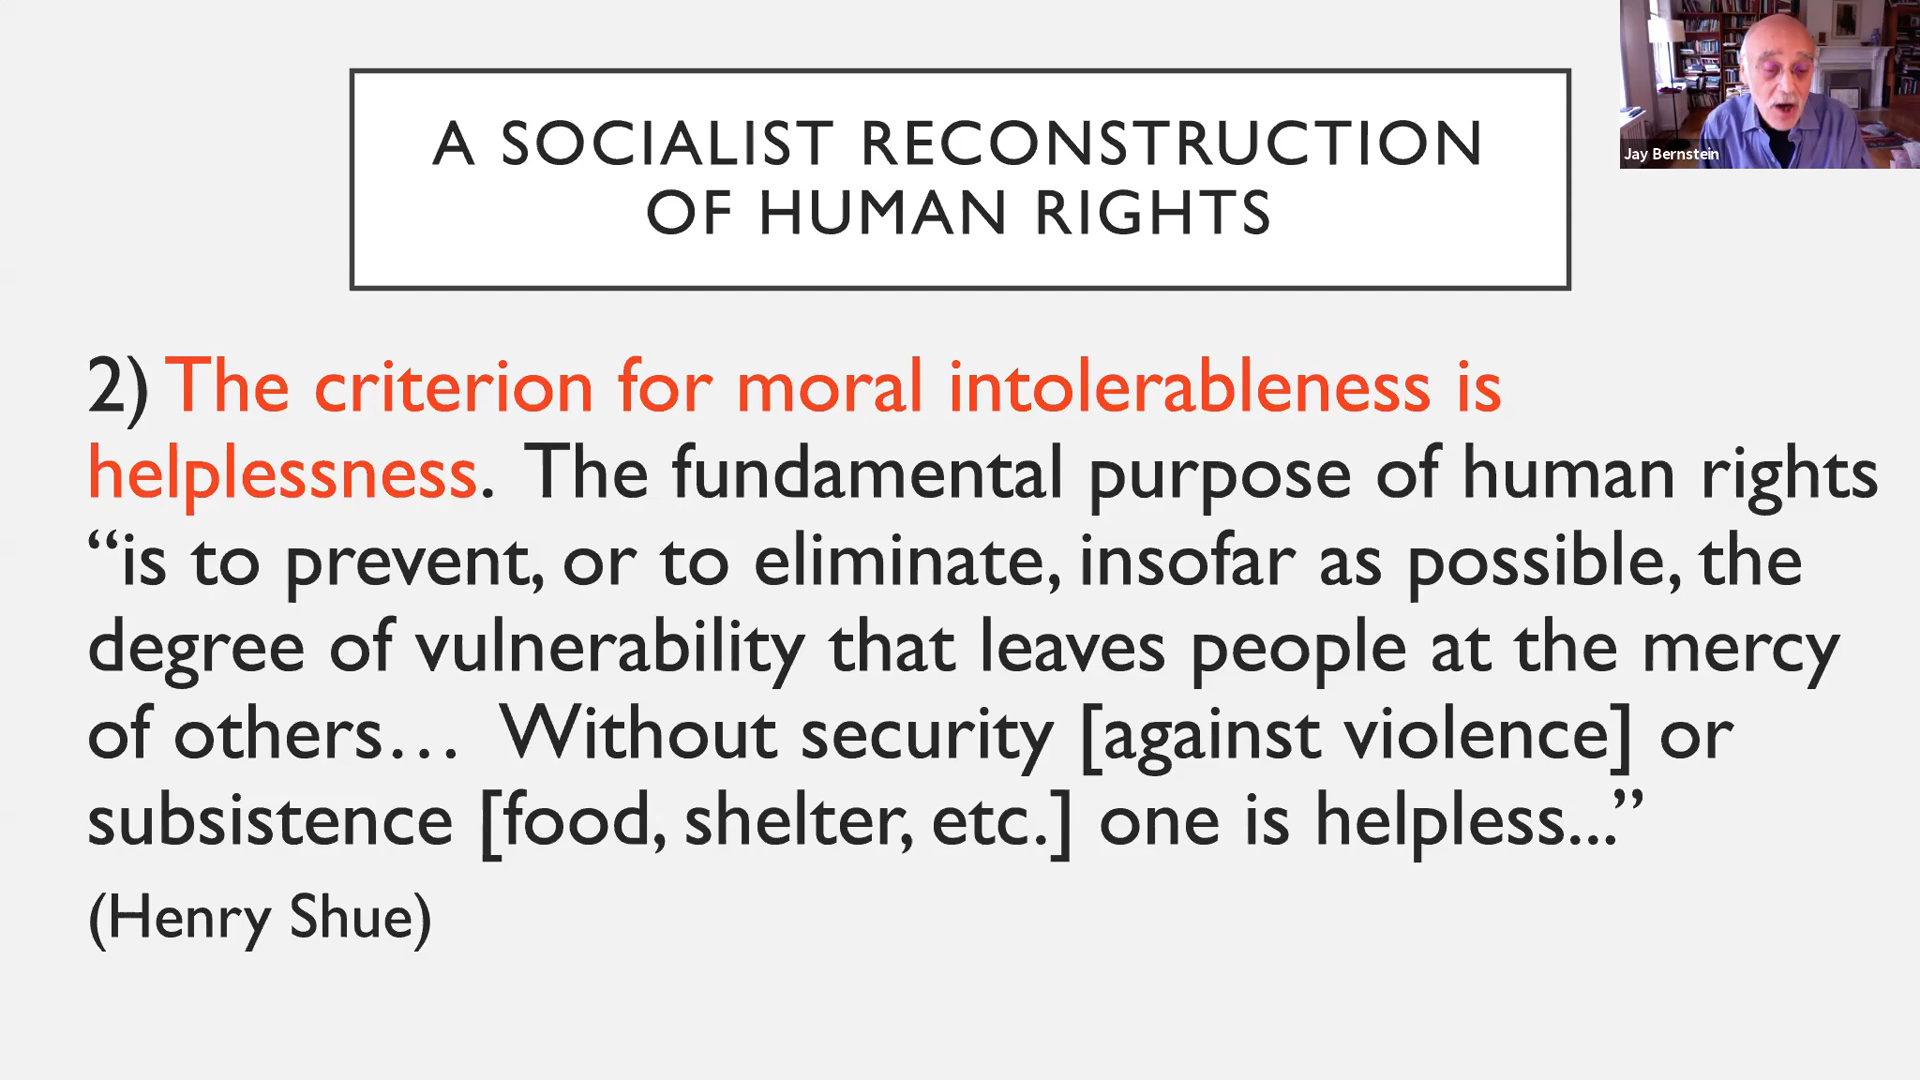 A SOCIALIST RECONSTRUCTION
OF HUMAN RIGHTS
Jay Bernstein
2) The criterion for moral intolerableness is
helplessness. The fundamental purpose of human rights
“is to prevent, or to eliminate, insofar as possible, the
degree of vulnerability that leaves people at the mercy
of others… Without security [against violence] or
subsistence [food, shelter, etc.] one is helpless...”
(Henry Shue)